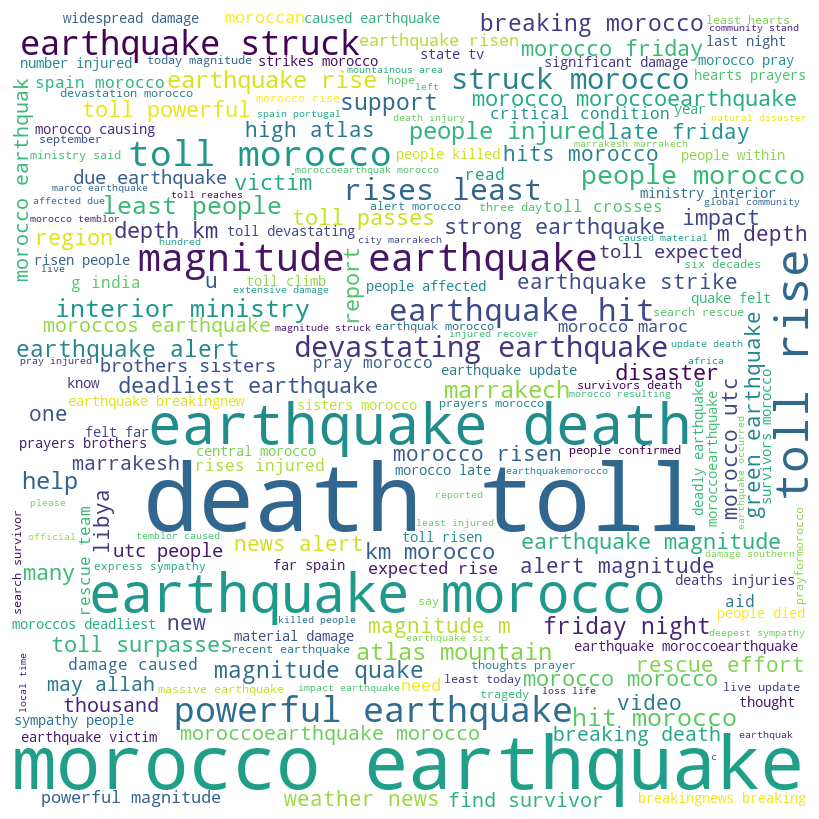 widespread damage
moroccan
caused earthquake
breaking morocco
least hearts
community stand
earthquake struck
earthquake risen
morocco friday
last night
number injured
today magnitude
strikes morocco
state tv
significant damage
morocco pray
spain morocco
earthquake rise
mountainous area
hope
struck morocco
hearts prayers
devastation morocco
morocco rise
left
morocco moroccoearthquake
toll powerful
spain portugal
support
critical condition
year
september
morocco causing
high atlas
death injury
people injured
late friday
natural disaster
ministry said
due earthquake
toll morocco
people killed
hits morocco
marrakesh marrakech
people within
morocco earthquak
maroc earthquake
victim
moroccoearthquak morocco
read
people morocco
affected due
least people
toll reaches
rises least
ministry interior
global community
morocco temblor
depth km
toll passes
alert morocco
three day
toll crosses
impact
region
toll devastating
city marrakech
strong earthquake
m depth
hundred
caused material
live
risen people
magnitude earthquake
toll expected
g india
u
toll climb
report
people affected
earthquake strike
six decades
quake felt
extensive damage
interior ministry
earthquake hit
search rescue
toll rise
moroccos earthquake
magnitude struck
earthquak morocco
morocco maroc
update death
injured recover
earthquake alert
devastating earthquake
africa
pray injured
brothers sisters
pray morocco
earthquake update
disaster
know
deadliest earthquake
marrakech
survivors death
morocco resulting
earthquake breakingnew
sisters morocco
prayers morocco
one
felt far
earthquake death
deadly earthquake
moroccoearthquake
morocco utc
earthquake occurred
green earthquake
survivors morocco
prayers brothers
central morocco
morocco risen
people confirmed
marrakesh
rises injured
morocco late
earthquakemorocco
help
death toll
please
reported
search survivor
official
rescue team
libya
temblor caused
least injured
toll risen
news alert
earthquake magnitude
damage southern
prayformorocco
utc people
km morocco
many
express sympathy
far spain
expected rise
alert magnitude
deaths injuries
earthquake morocco
say
aid
moroccos deadliest
new
killed people
magnitude m
friday night
people died
material damage
earthquake six
deepest sympathy
toll surpasses
recent earthquake
atlas mountain
earthquake moroccoearthquake
damage caused
magnitude quake
thoughts prayer
rescue effort
local time
may allah
massive earthquake
impact earthquake
need
least today
morocco morocco
live update
thousand
tragedy
loss life
video
thought
sympathy people
powerful earthquake
hit morocco
earthquake victim
moroccoearthquake morocco
breaking death
earthquak
c
morocco earthquake
powerful magnitude
weather news
find survivor
breakingnews breaking